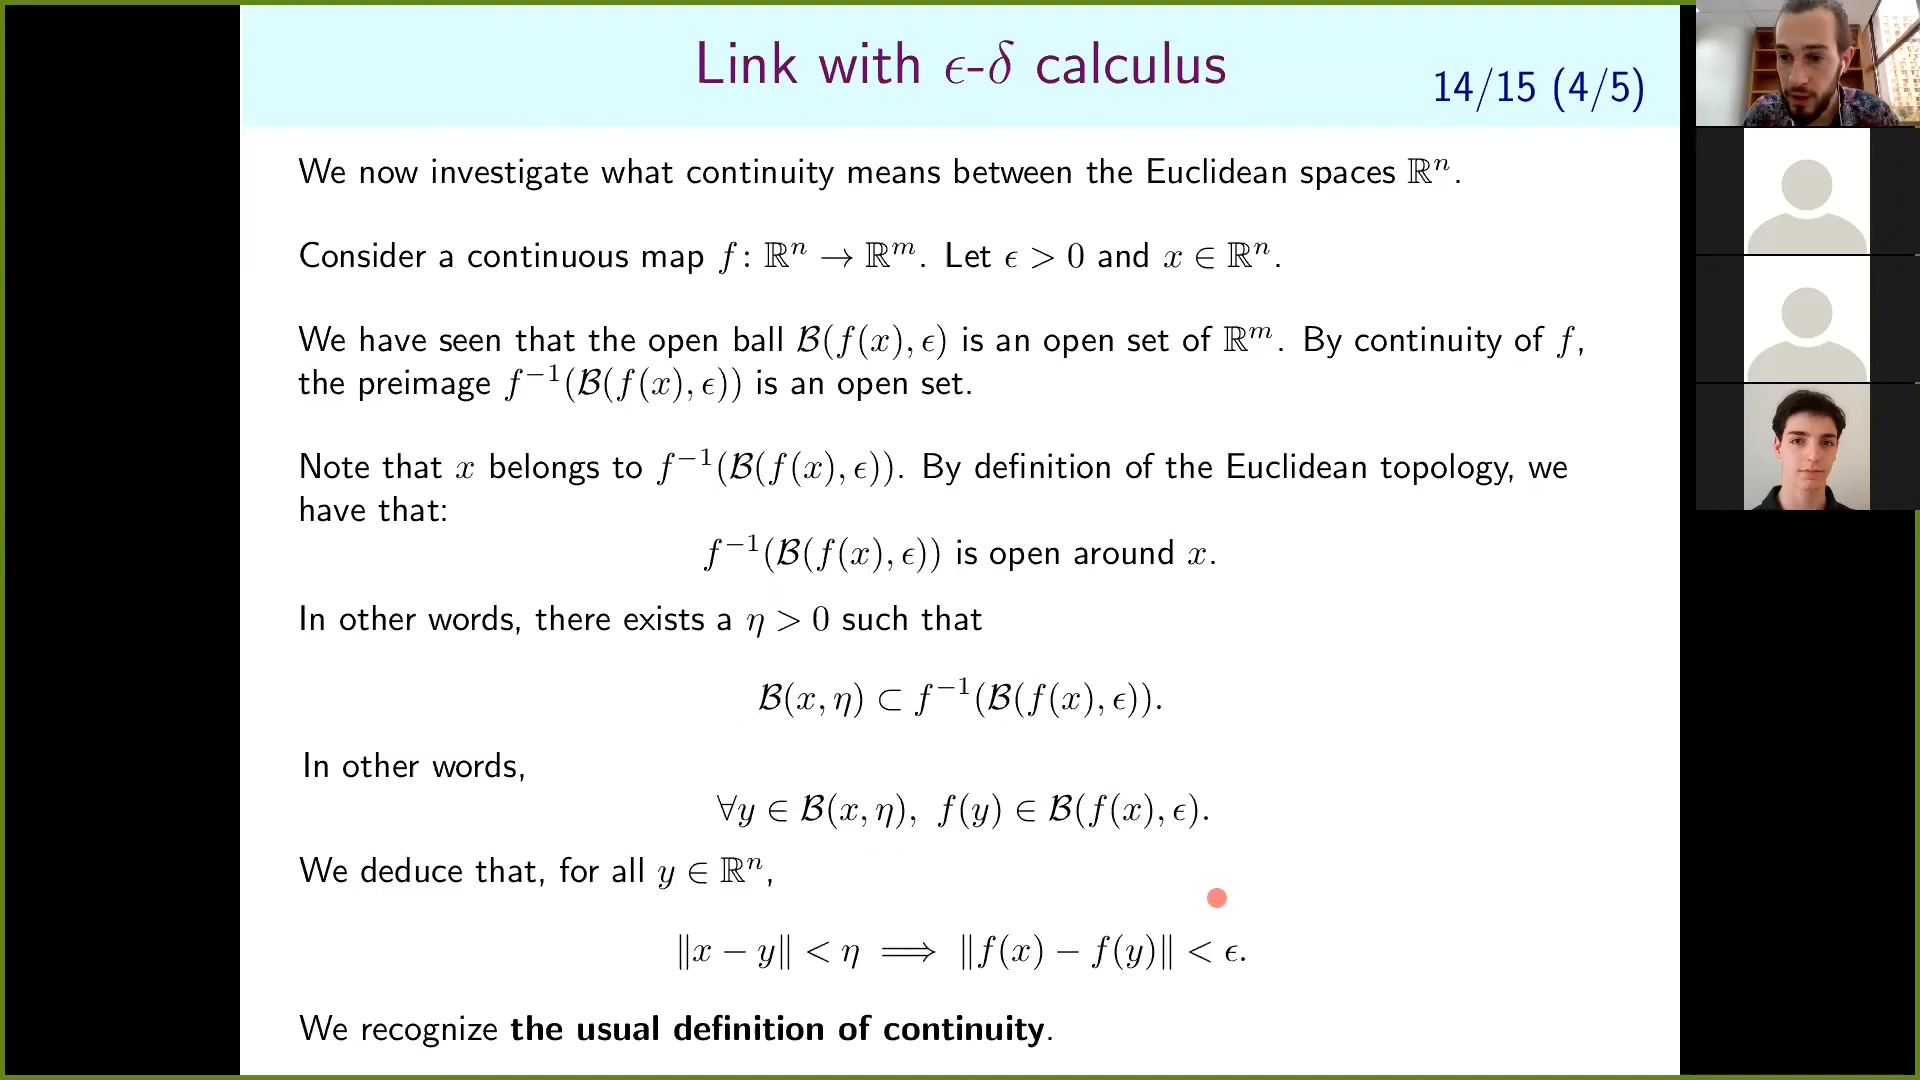 Link with ϵ-δ calculus
14/15 (4/5)
We now investigate what continuity means between the Euclidean spaces ℝⁿ.
Consider a continuous map f : ℝⁿ → ℝᵐ. Let ϵ > 0 and x ∈ ℝⁿ.
We have seen that the open ball ℬ(f(x), ϵ) is an open set of ℝᵐ. By continuity of f,
the preimage f⁻¹(ℬ(f(x), ϵ)) is an open set.
Note that x belongs to f⁻¹(ℬ(f(x), ϵ)). By definition of the Euclidean topology, we
have that:
f⁻¹(ℬ(f(x), ϵ)) is open around x.
In other words, there exists a η > 0 such that
ℬ(x, η) ⊂ f⁻¹(ℬ(f(x), ϵ)).
In other words,
∀y ∈ ℬ(x, η), f(y) ∈ ℬ(f(x), ϵ).
We deduce that, for all y ∈ ℝⁿ,
‖x − y‖ < η ⟹ ‖f(x) − f(y)‖ < ϵ.
We recognize the usual definition of continuity.